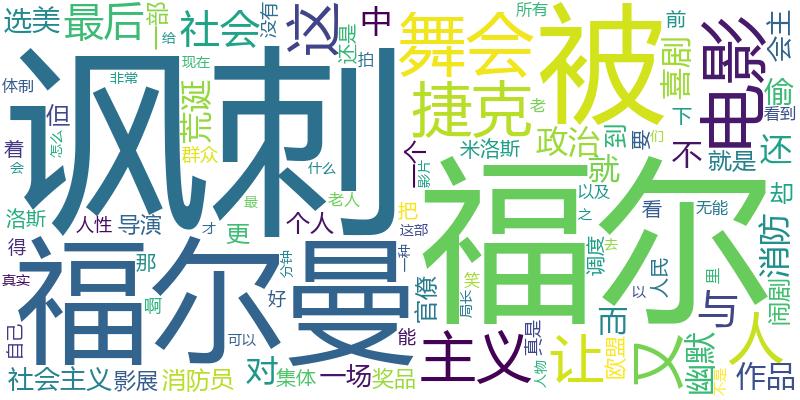 讽刺
福尔
福尔曼
被
电影
舞会
捷克
主义
这
人
让
又
与
社会
最后
选美
一部
给
没有
还是
中
拍
喜剧
前
偷
会主
所有
看到
体制
非常
现在
荒诞
但
着
会
怎么
群众
什么
一个
影片
老
米洛斯
政治
到
就
下
要
们
不
就是
还
却
洛斯
人性
导演
才
最
老人
更
个人
把
这部
以及
之
看
无能
消防
得
真实
那
啊
好
分钟
一种
官僚
局长
笑
调度
去
以
人民
里
而
闹剧
自己
可以
能
真是
人物
欧盟
幽默
不是
作品
社会主义
影展
消防员
对
集体
一场
奖品